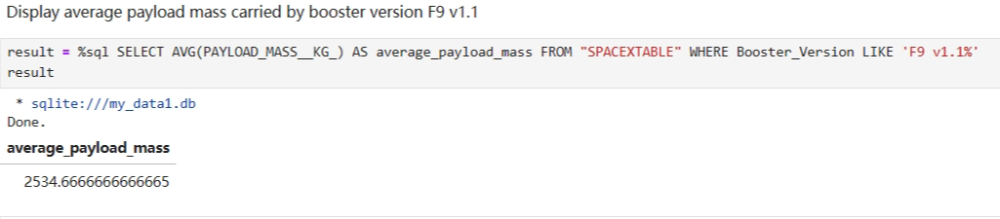 Display average payload mass carried by booster version F9 v1.1
result = %sql SELECT AVG(PAYLOAD_MASS__KG_) AS average_payload_mass FROM "SPACEXTABLE" WHERE Booster_Version LIKE 'F9 v1.1%'
result
* sqlite:///my_data1.db
Done.
average_payload_mass
2534.6666666666665